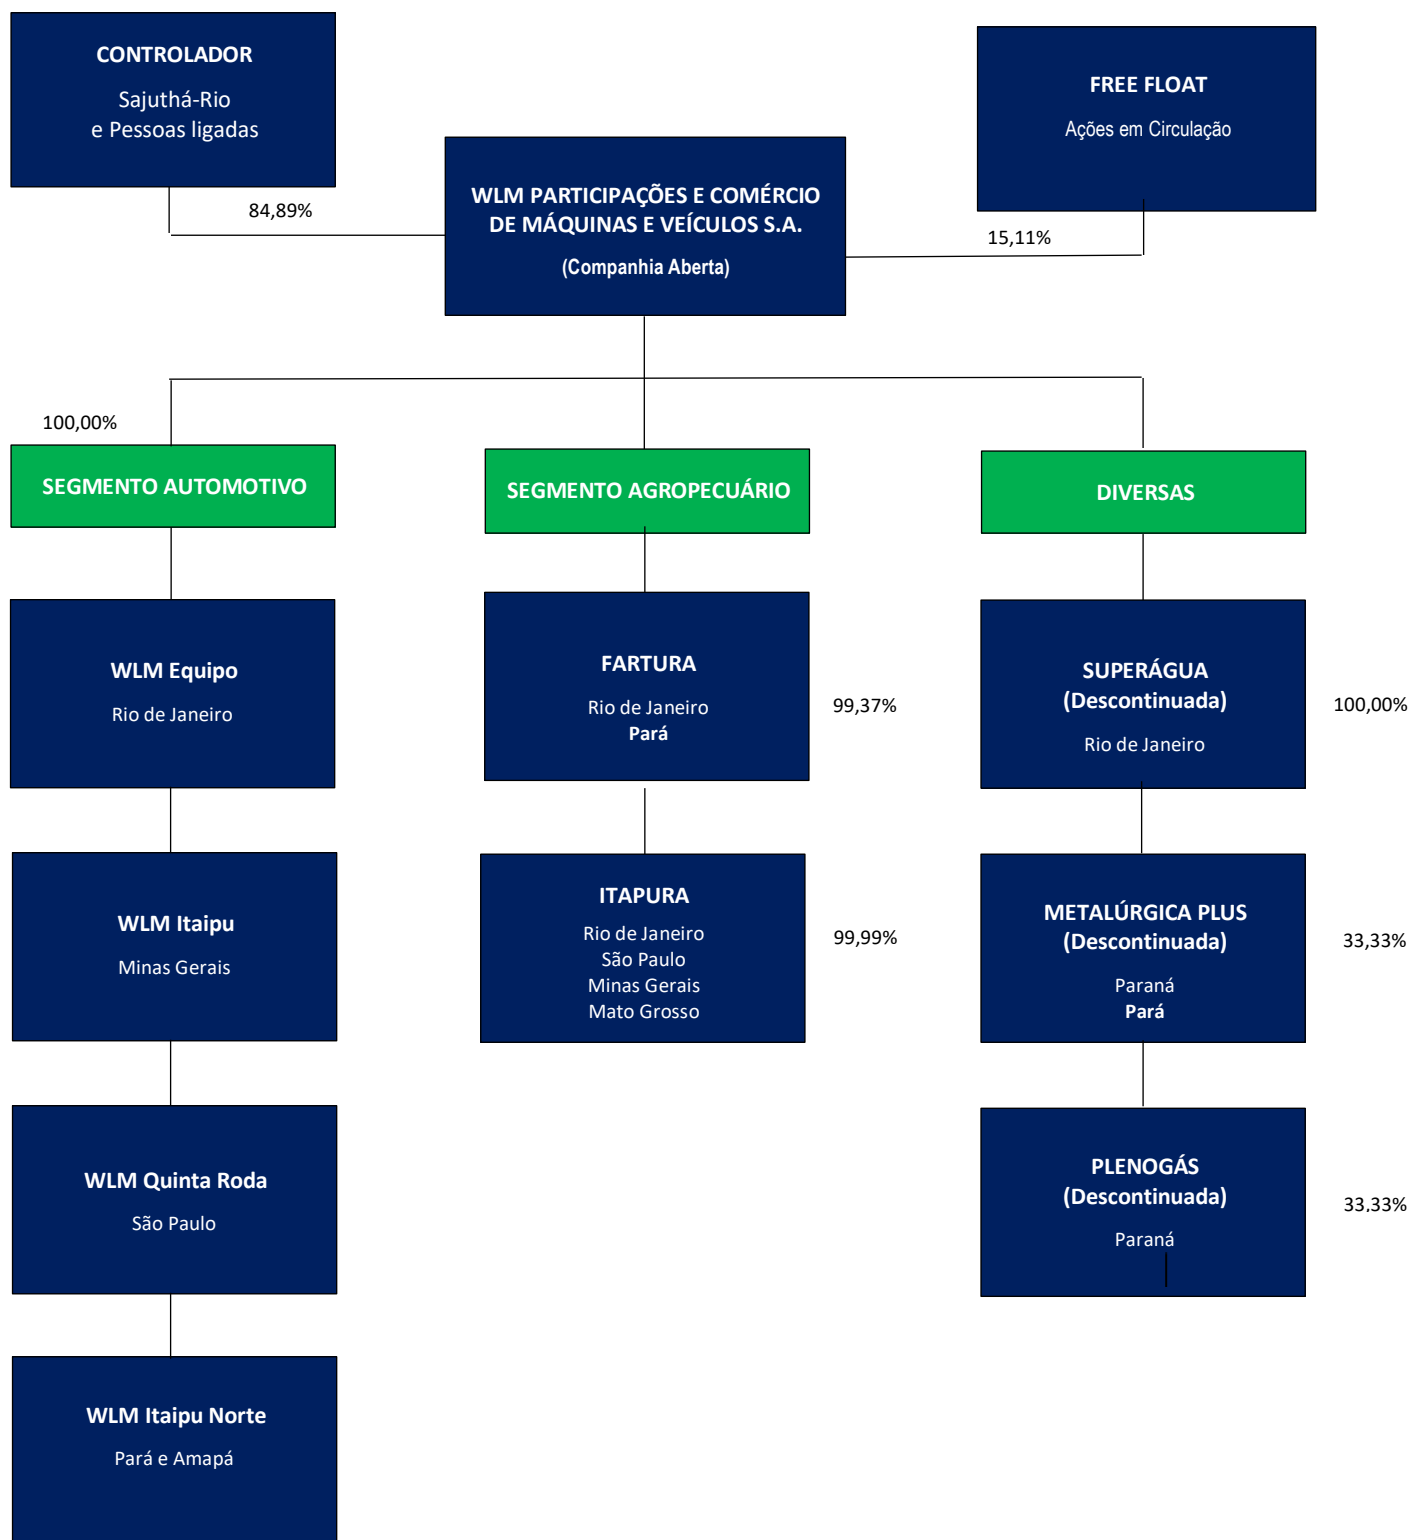 CONTROLADOR
Sajuthá-Rio
e Pessoas ligadas
FREE FLOAT
Ações em Circulação
WLM PARTICIPAÇÕES E COMÉRCIO
DE MÁQUINAS E VEÍCULOS S.A.
(Companhia Aberta)
84,89%
15,11%
100,00%
SEGMENTO AUTOMOTIVO
SEGMENTO AGROPECUÁRIO
DIVERSAS
WLM Equipo
Rio de Janeiro
FARTURA
Rio de Janeiro
Pará
99,37%
SUPERÁGUA
(Descontinuada)
Rio de Janeiro
100,00%
WLM Itaipu
Minas Gerais
ITAPURA
Rio de Janeiro
São Paulo
Minas Gerais
Mato Grosso
99,99%
METALÚRGICA PLUS
(Descontinuada)
Paraná
Pará
33,33%
WLM Quinta Roda
São Paulo
PLENOGÁS
(Descontinuada)
Paraná
33,33%
WLM Itaipu Norte
Pará e Amapá